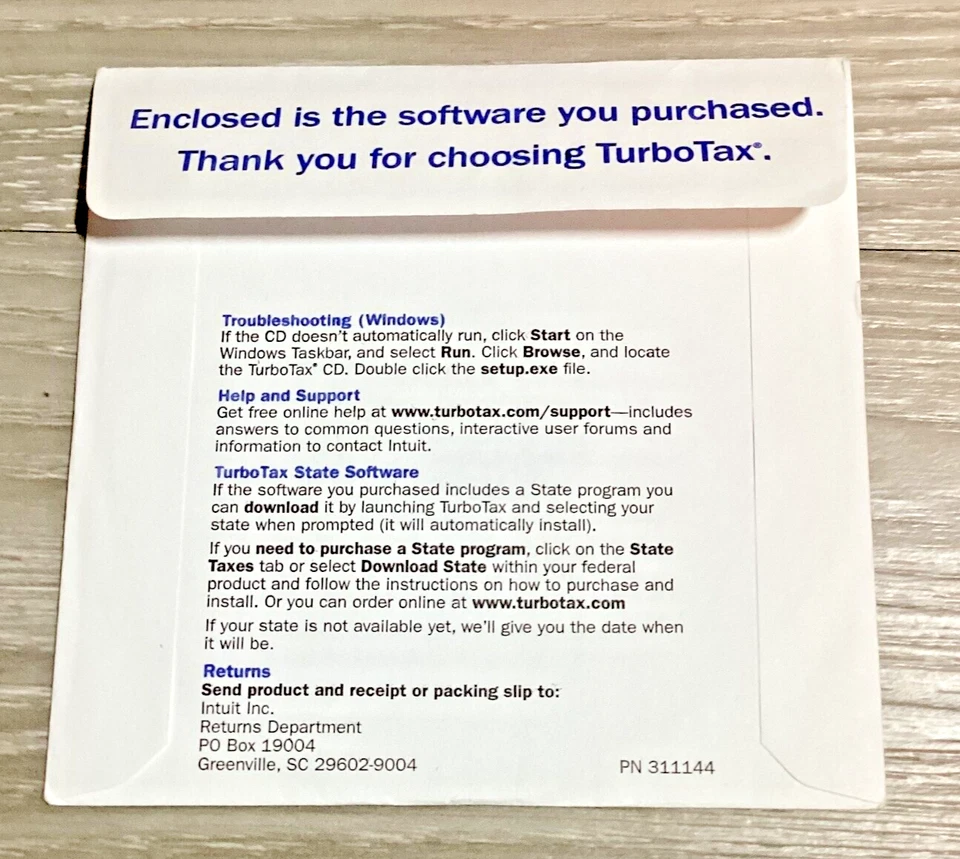 Enclosed is the software you purchased.
Thank you for choosing TurboTax®.
Troubleshooting (Windows)
If the CD doesn't automatically run, click Start on the
Windows Taskbar, and select Run. Click Browse, and locate
the TurboTax® CD. Double click the setup.exe file.
Help and Support
Get free online help at www.turbotax.com/support—includes
answers to common questions, interactive user forums and
information to contact Intuit.
TurboTax State Software
If the software you purchased includes a State program you
can download it by launching TurboTax and selecting your
state when prompted (it will automatically install).
If you need to purchase a State program, click on the State
Taxes tab or select Download State within your federal
product and follow the instructions on how to purchase and
install. Or you can order online at www.turbotax.com
If your state is not available yet, we'll give you the date when
it will be.
Returns
Send product and receipt or packing slip to:
Intuit Inc.
Returns Department
PO Box 19004
Greenville, SC 29602-9004
PN 311144